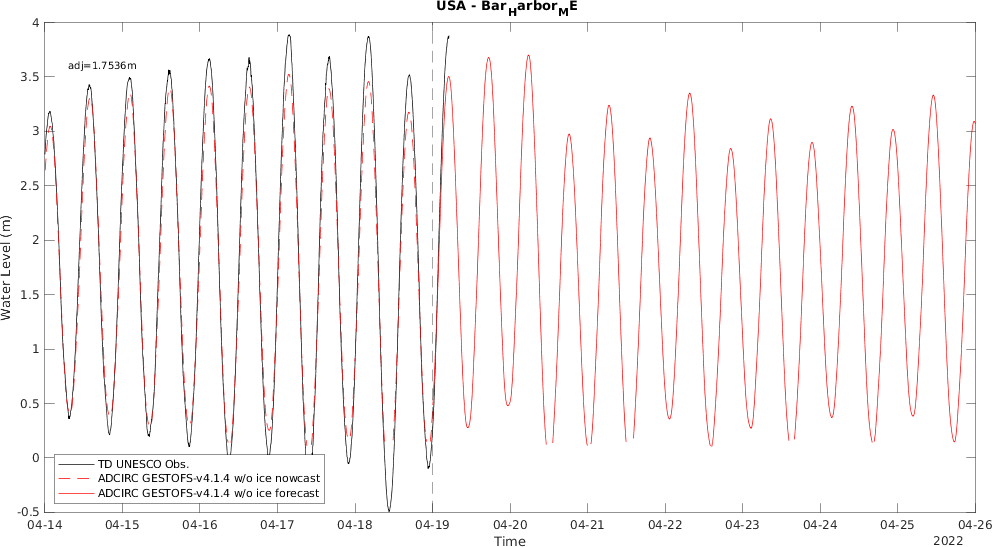 USA - Bar_Harbor_ME
adj=1.7536m
4
3.5
3
2.5
2
1.5
1
0.5
0
-0.5
Water Level (m)
TD UNESCO Obs.
ADCIRC GESTOFS-v4.1.4 w/o ice nowcast
ADCIRC GESTOFS-v4.1.4 w/o ice forecast
04-14 04-15 04-16 04-17 04-18 04-19 04-20 04-21 04-22 04-23 04-24 04-25 04-26
Time
2022